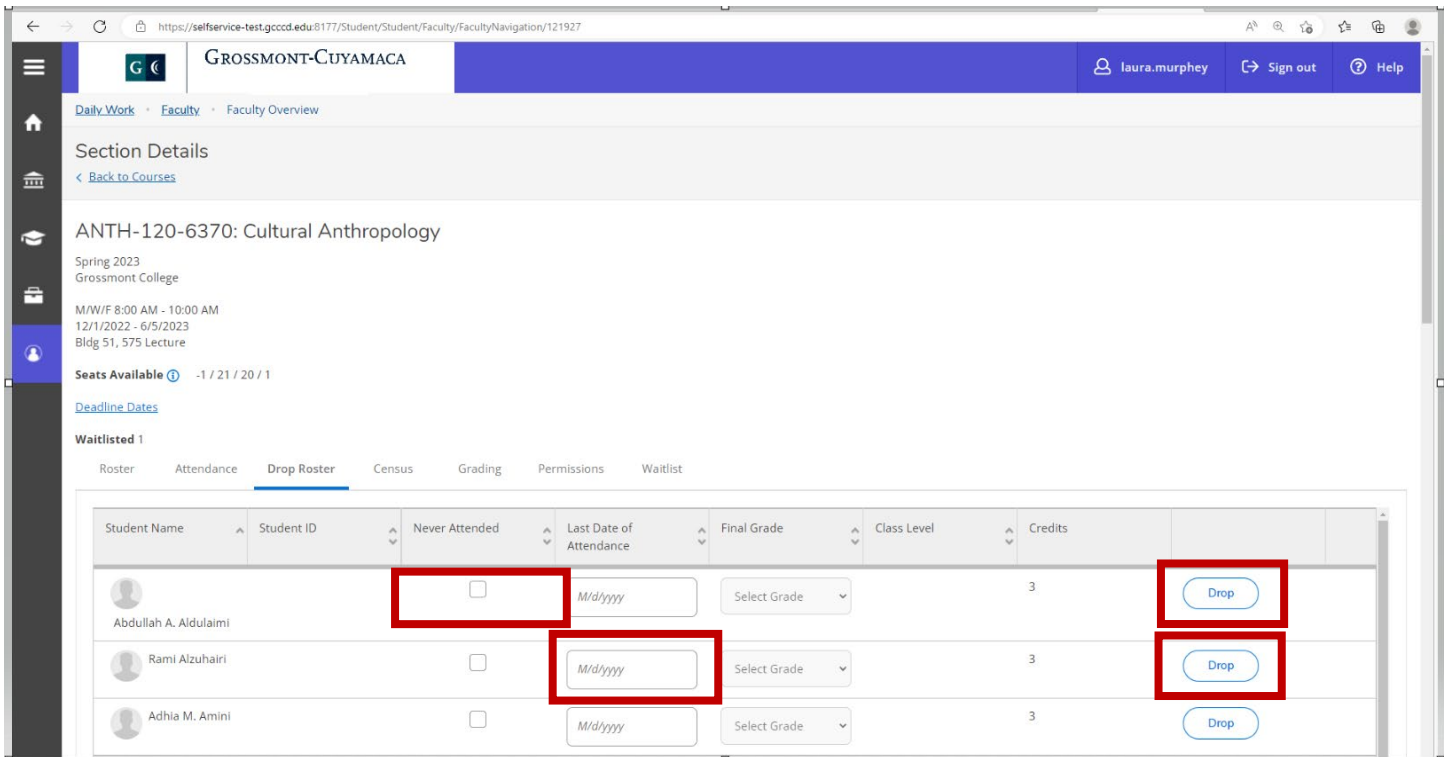 https://selfservice-test.gcccd.edu:8177/Student/Student/Faculty/FacultyNavigation/121927
GROSSMONT-CUYAMACA
laura.murphey Sign out Help
Daily Work Faculty Faculty Overview
Section Details
< Back to Courses
ANTH-120-6370: Cultural Anthropology
Spring 2023
Grossmont College
M/W/F 8:00 AM - 10:00 AM
12/1/2022 - 6/5/2023
Bldg 51, 575 Lecture
Seats Available -1 / 21 / 20 / 1
Deadline Dates
Waitlisted 1
Roster Attendance Drop Roster Census Grading Permissions Waitlist
Student Name Student ID Never Attended Last Date of Attendance Final Grade Class Level Credits
Abdullah A. Aldulaimi M/d/yyyy Select Grade 3 Drop
Rami Alzuhairi M/d/yyyy Select Grade 3 Drop
Adhia M. Amini M/d/yyyy Select Grade 3 Drop